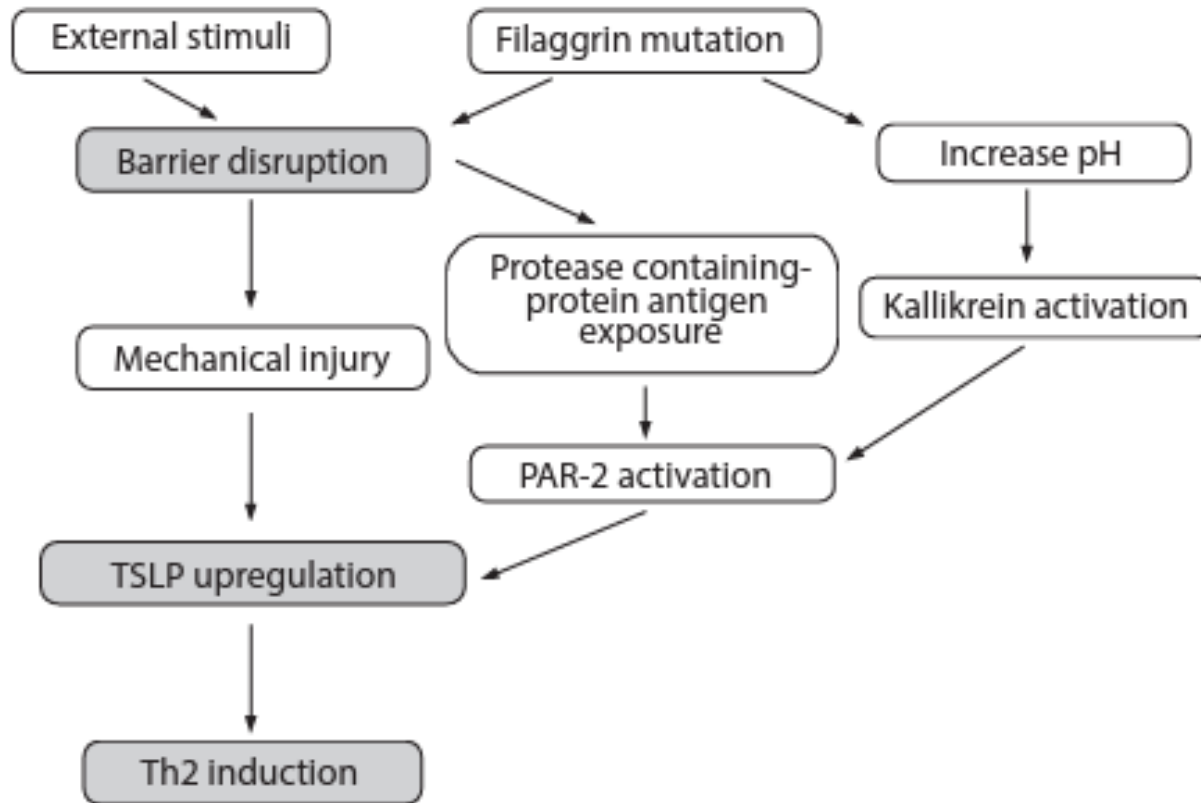 External stimuli
Filaggrin mutation
Barrier disruption
Increase pH
Protease containing-
protein antigen
exposure
Kallikrein activation
Mechanical injury
PAR-2 activation
TSLP upregulation
Th2 induction